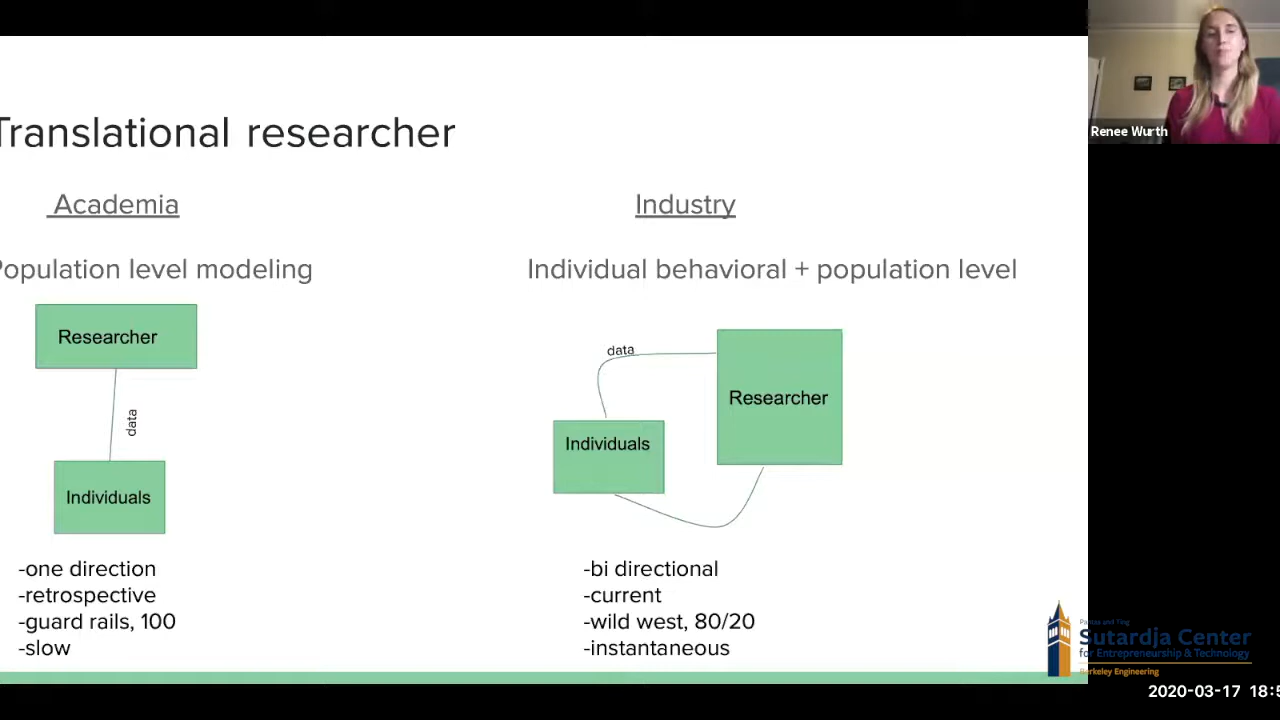 Renee Wurth
Translational researcher
Academia
Industry
Population level modeling
Individual behavioral + population level
Researcher
data
Individuals
data
Researcher
Individuals
-one direction
-retrospective
-guard rails, 100
-slow
-bi directional
-current
-wild west, 80/20
-instantaneous
Sutardja Center
for Entrepreneurship & Technology
Berkeley Engineering
2020-03-17 18:5